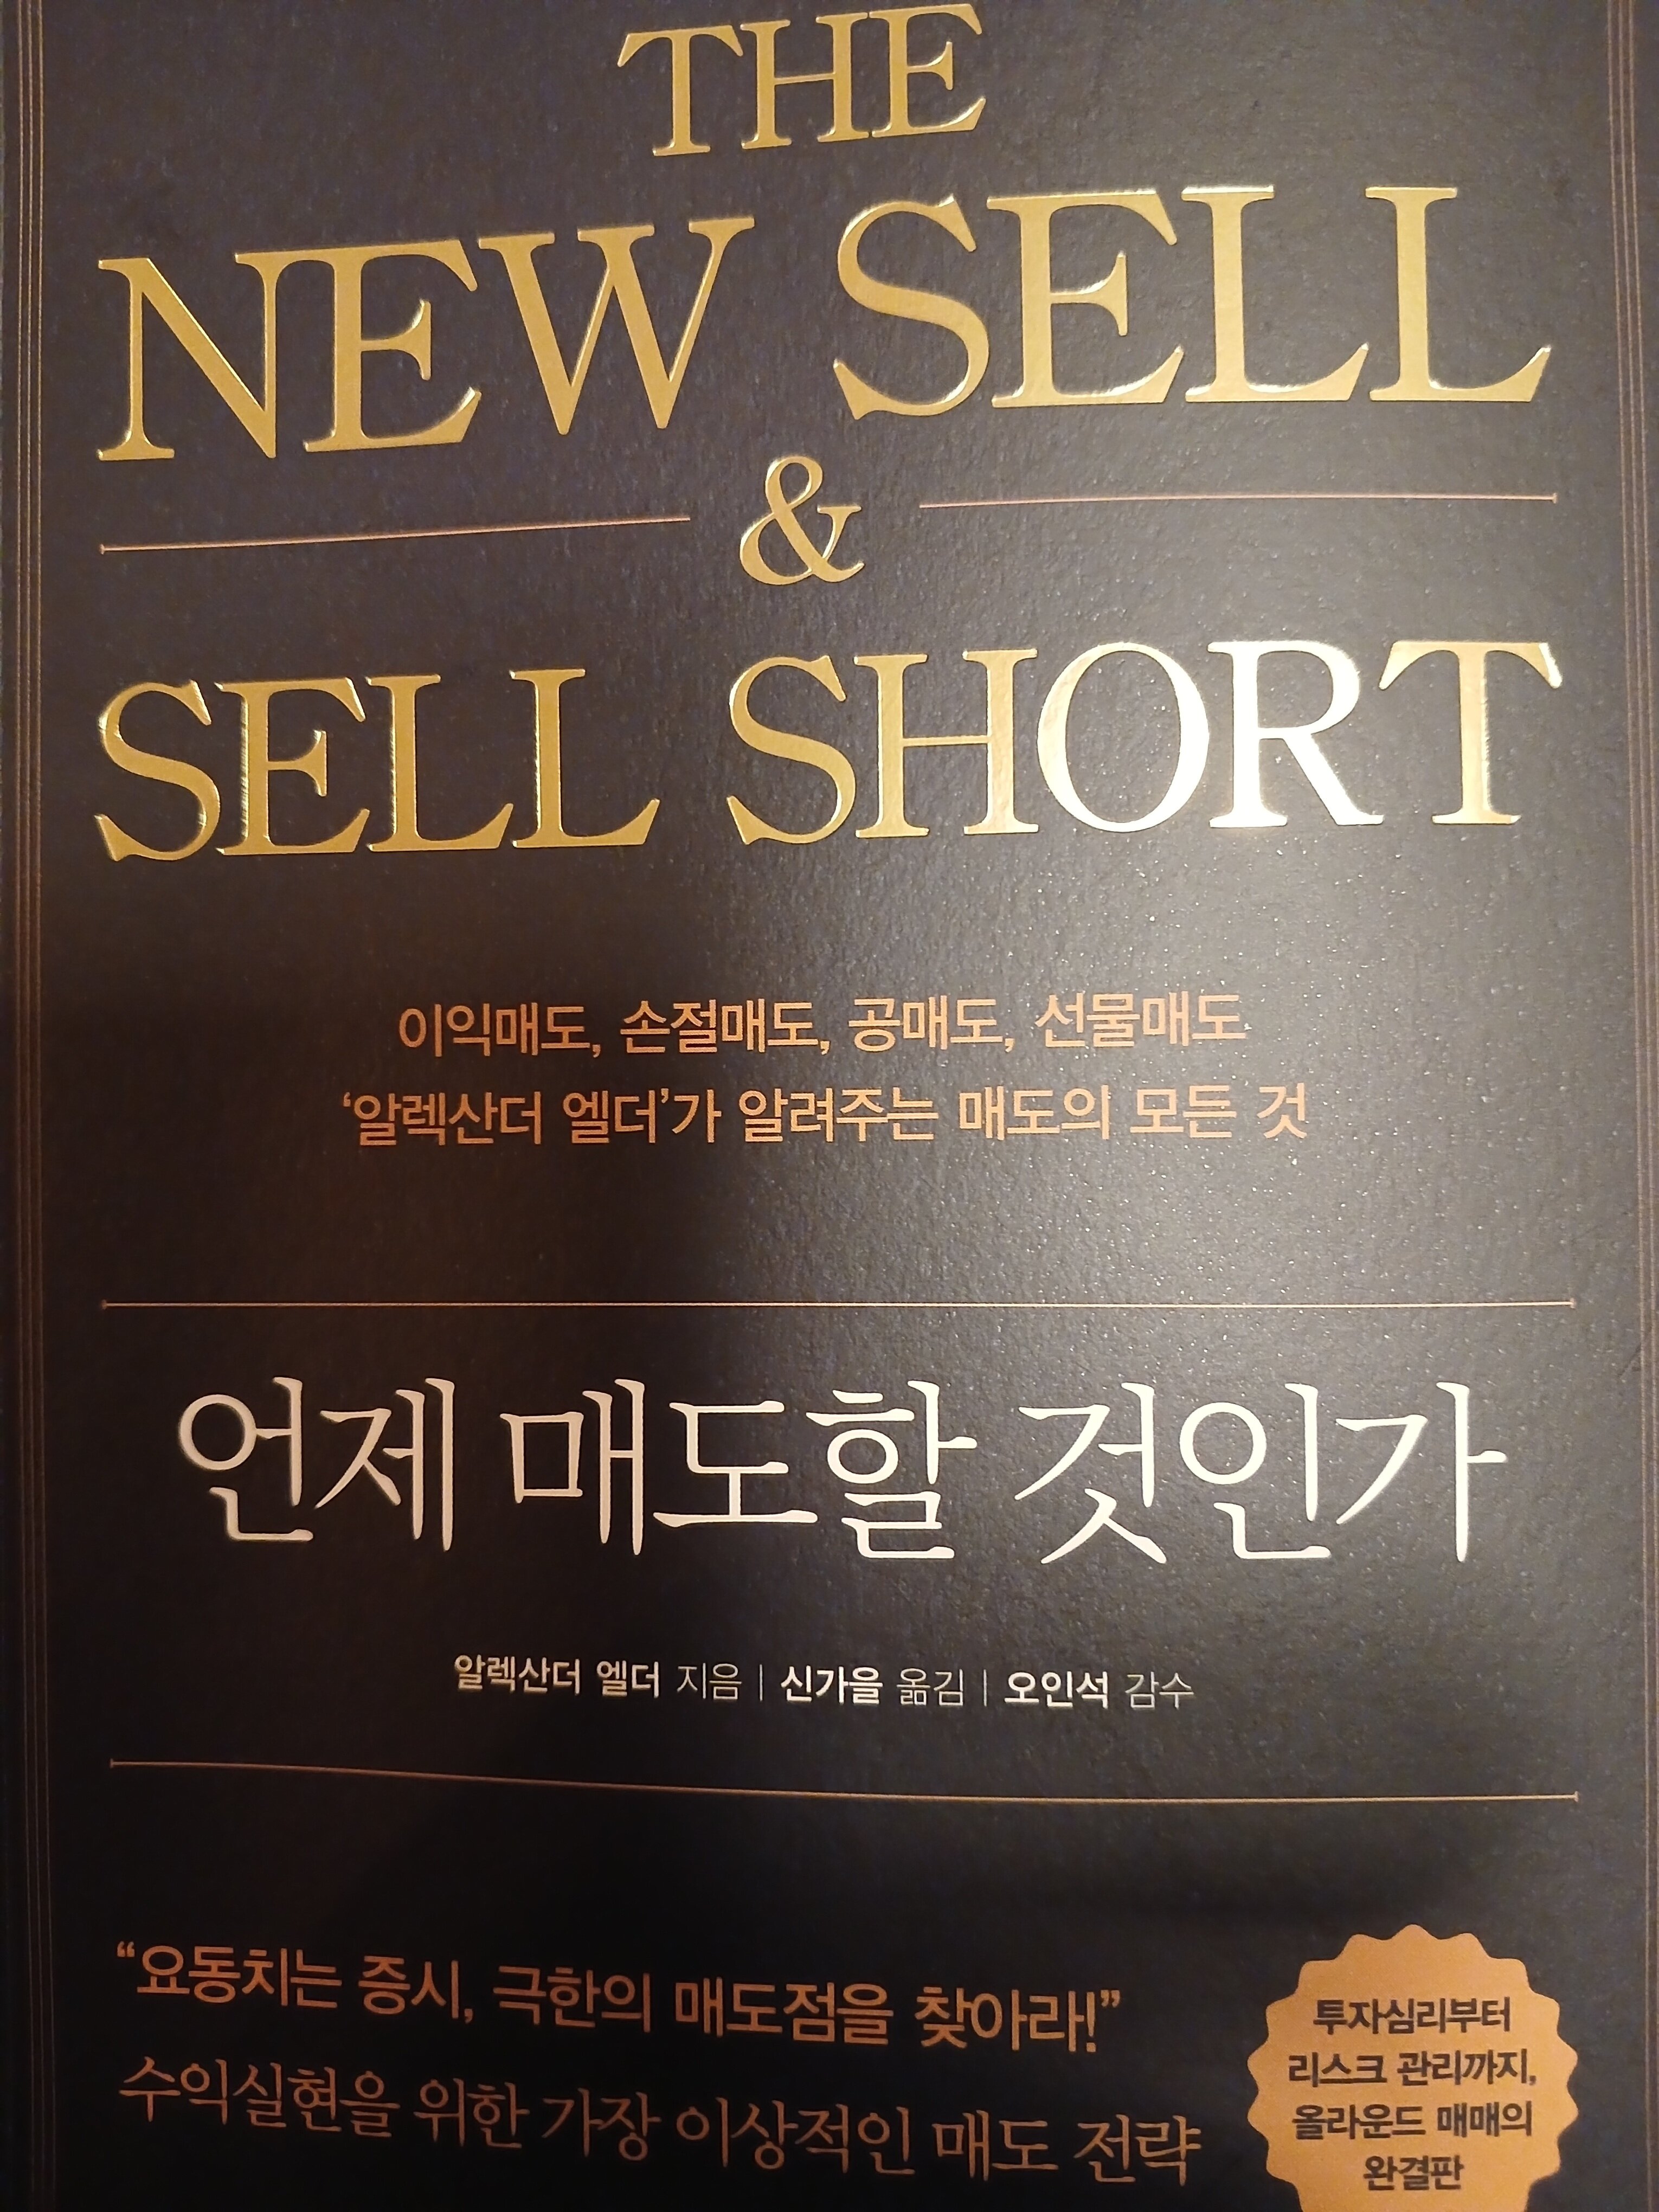 THE
NEW SELL
&
SELL SHORT
이익매도, 손절매도, 공매도, 선물매도
‘알렉산더 엘더’가 알려주는 매도의 모든 것
언제 매도할 것인가
알렉산더 엘더 지음 | 신가을 옮김 | 오인석 감수
“요동치는 증시, 극한의 매도점을 찾아라!”
수익실현을 위한 가장 이상적인 매도 전략
투자심리부터
리스크 관리까지,
올라운드 매매의
완결판